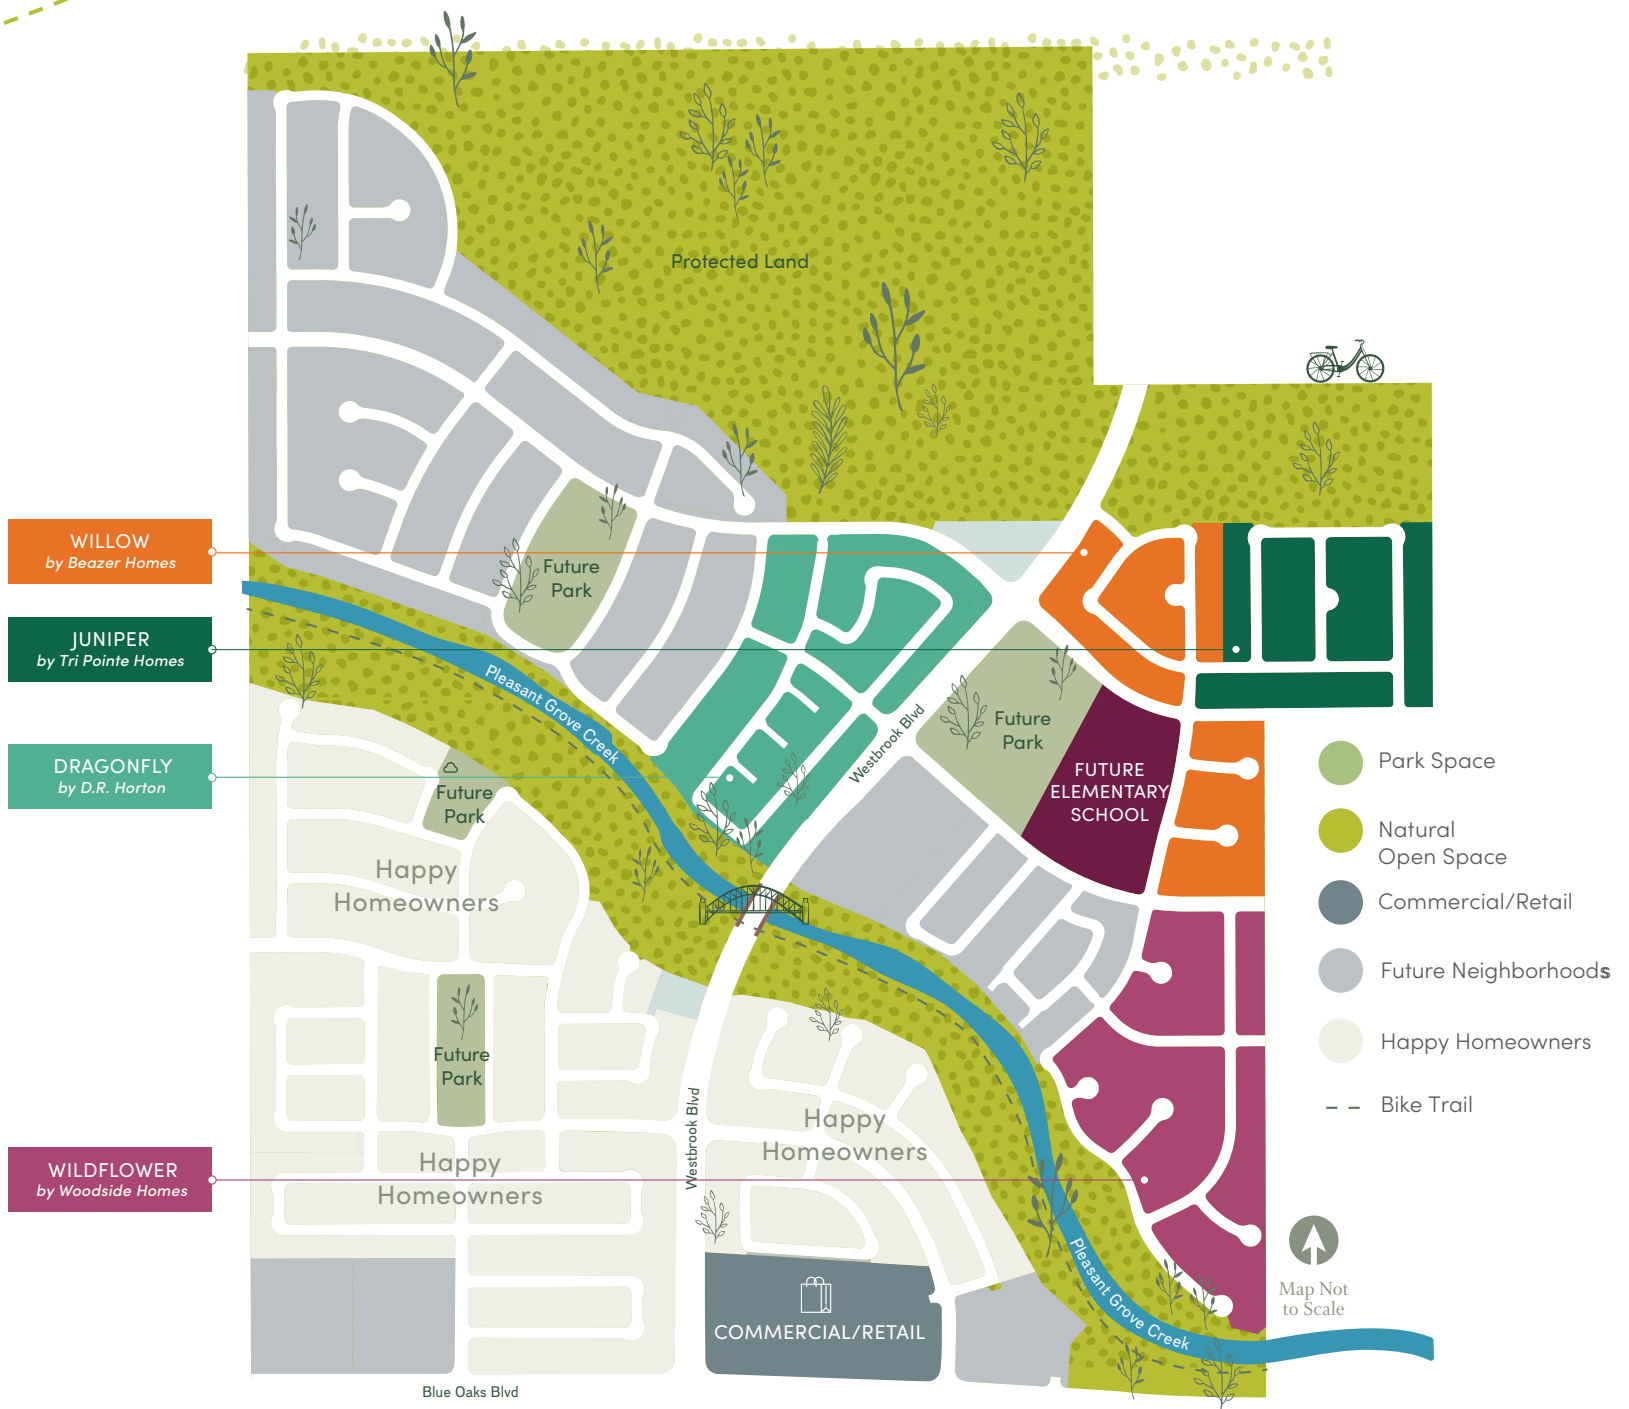 Protected Land
WILLOW
by Beazer Homes
Future
Park
JUNIPER
by Tri Pointe Homes
Pleasant Grove Creek
Westbrook Blvd
Future
Park
DRAGONFLY
by D.R. Horton
Future
Park
FUTURE
ELEMENTARY
SCHOOL
Park Space
Natural
Open Space
Commercial/Retail
Future Neighborhoods
Happy Homeowners
Bike Trail
Happy
Homeowners
Future
Park
Westbrook Blvd
Happy
Homeowners
Happy
Homeowners
WILDFLOWER
by Woodside Homes
Pleasant Grove Creek
Map Not
to Scale
COMMERCIAL/RETAIL
Blue Oaks Blvd